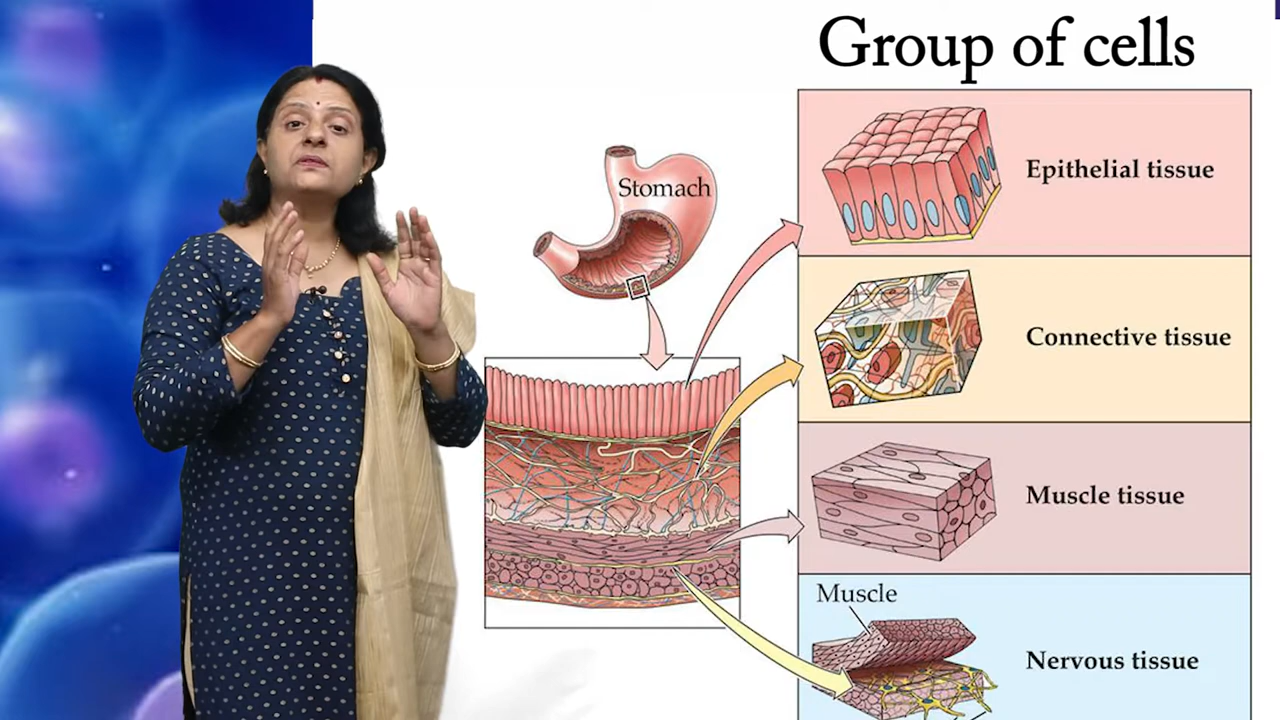 Group of cells
Stomach
Epithelial tissue
Connective tissue
Muscle tissue
Muscle
Nervous tissue